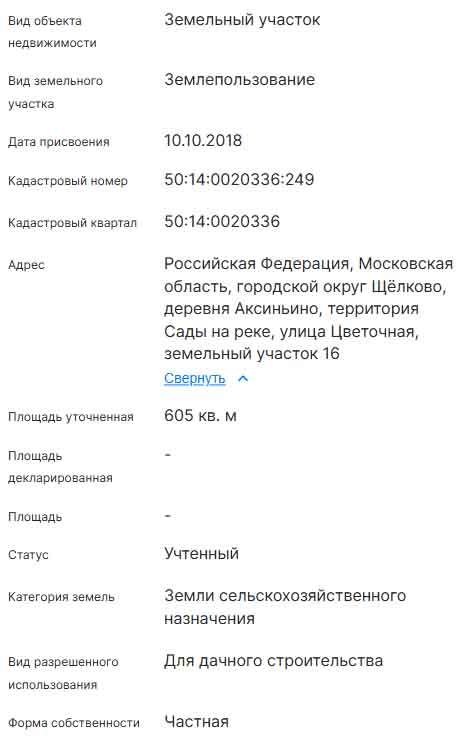 Вид объекта недвижимости
Земельный участок
Вид земельного участка
Землепользование
Дата присвоения
10.10.2018
Кадастровый номер
50:14:0020336:249
Кадастровый квартал
50:14:0020336
Адрес
Российская Федерация, Московская
область, городской округ Щёлково,
деревня Аксиньино, территория
Сады на реке, улица Цветочная,
земельный участок 16
Свернуть
Площадь уточненная
605 кв. м
Площадь
декларированная
-
Площадь
-
Статус
Учтенный
Категория земель
Земли сельскохозяйственного
назначения
Вид разрешенного
использования
Для дачного строительства
Форма собственности
Частная